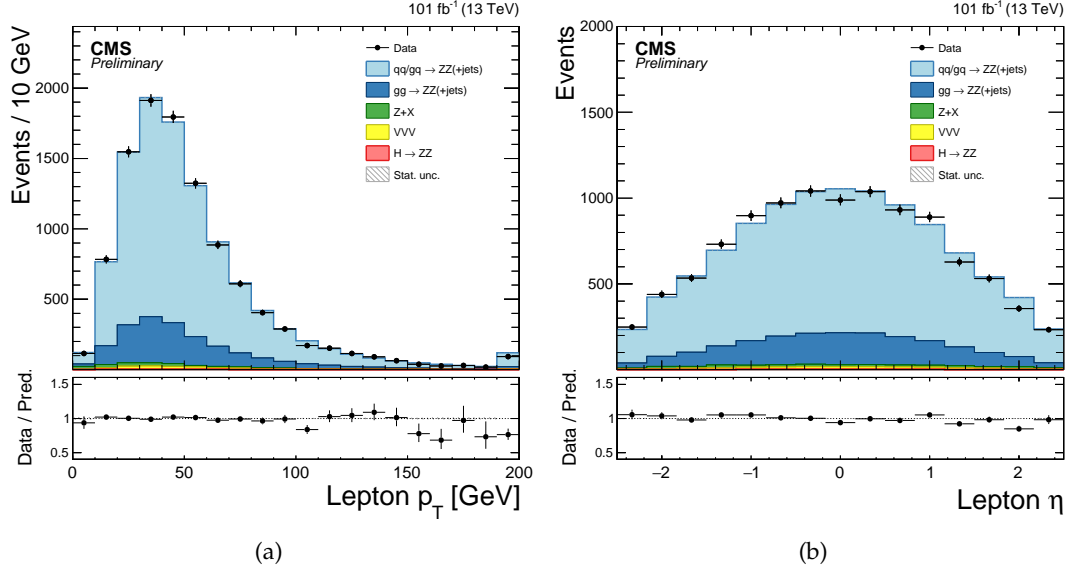 101 fb⁻¹ (13 TeV)
CMS
Preliminary
Data
qq/gq → ZZ(+jets)
gg → ZZ(+jets)
Z+X
VVV
H → ZZ
Stat. unc.
Events / 10 GeV
2000
1500
1000
500
Data / Pred.
1.5
1
0.5
0 50 100 150 200
Lepton p_T [GeV]
(a)
101 fb⁻¹ (13 TeV)
CMS
Preliminary
Data
qq/gq → ZZ(+jets)
gg → ZZ(+jets)
Z+X
VVV
H → ZZ
Stat. unc.
Events
2000
1500
1000
500
Data / Pred.
1.5
1
0.5
−2 −1 0 1 2
Lepton η
(b)